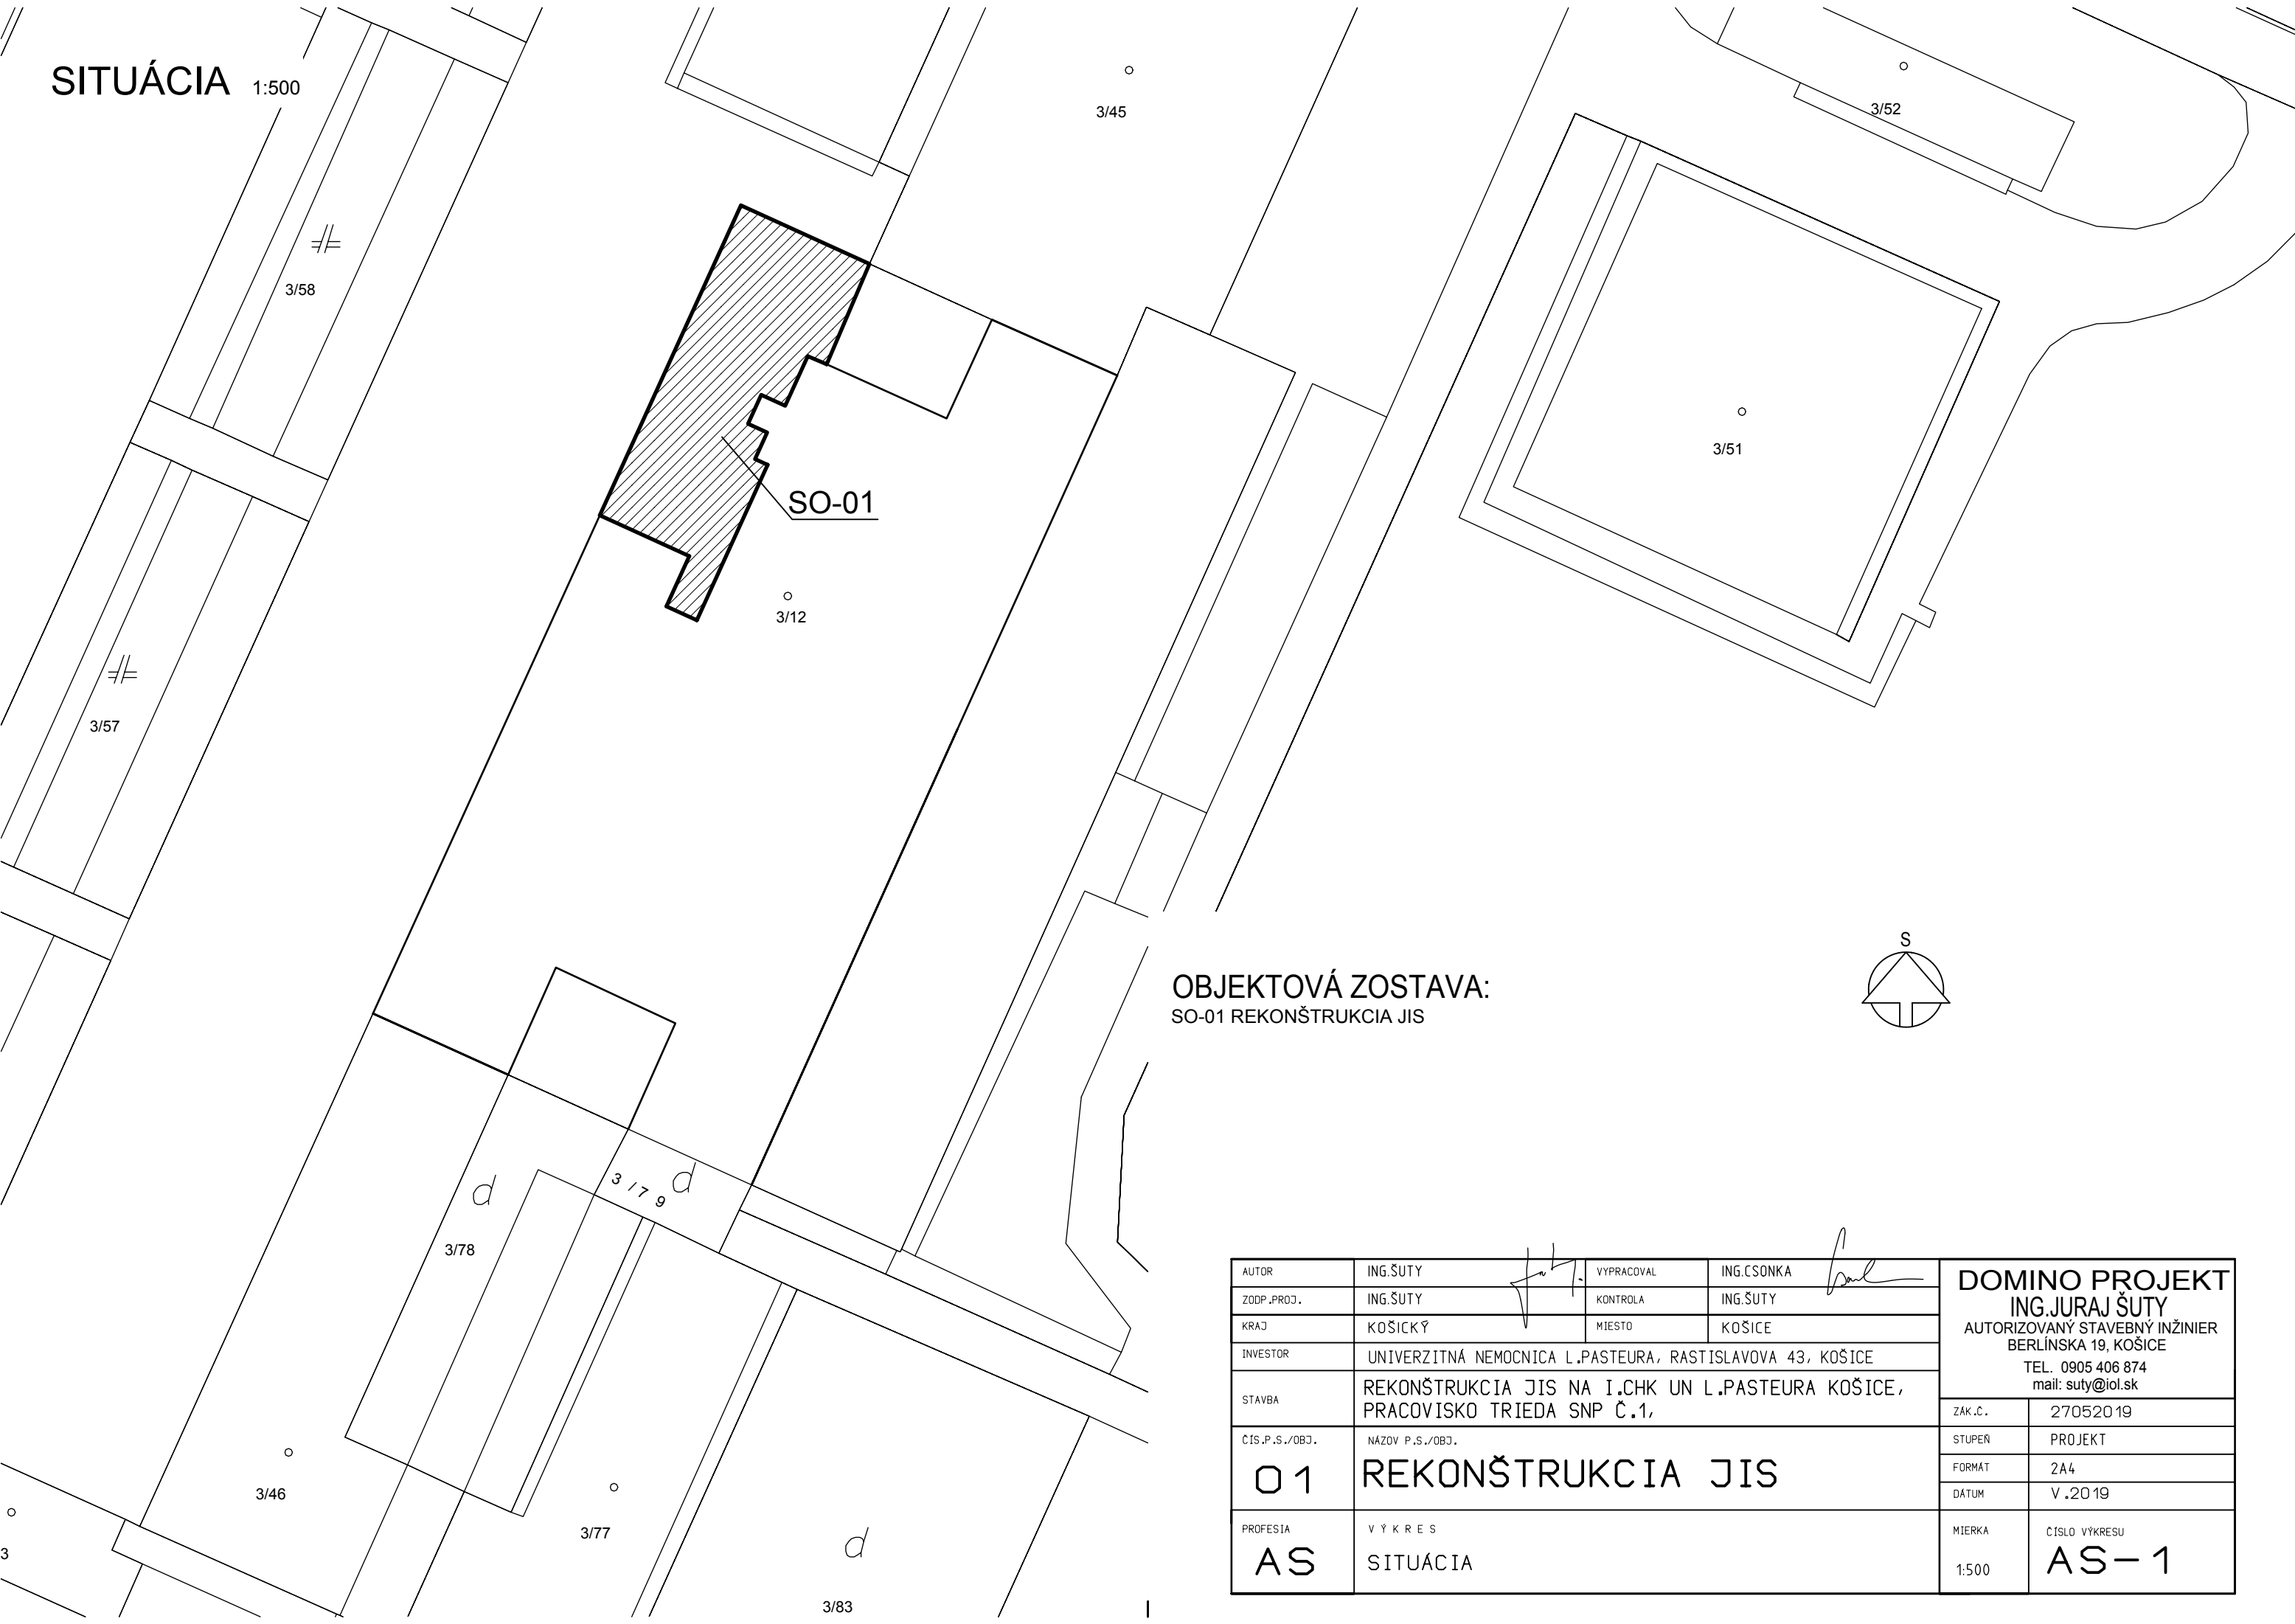 SITUÁCIA 1:500
3/45
3/52
3/58
3/51
SO-01
3/12
3/57
S
OBJEKTOVÁ ZOSTAVA:
SO-01 REKONŠTRUKCIA JIS
d
3/79
d
3/78
3/46
3/77
d
3
3/83
AUTOR ING.ŠUTY VYPRACOVAL ING.CSONKA
ZODP.PROJ. ING.ŠUTY KONTROLA ING.ŠUTY
KRAJ KOŠICKÝ MIESTO KOŠICE
INVESTOR UNIVERZITNÁ NEMOCNICA L.PASTEURA, RASTISLAVOVA 43, KOŠICE
STAVBA REKONŠTRUKCIA JIS NA I.CHK UN L.PASTEURA KOŠICE,
PRACOVISKO TRIEDA SNP Č.1,
ČÍS.P.S./OBJ. NÁZOV P.S./OBJ.
01 REKONŠTRUKCIA JIS
PROFESIA VÝKRES
AS SITUÁCIA
DOMINO PROJEKT
ING.JURAJ ŠUTY
AUTORIZOVANÝ STAVEBNÝ INŽINIER
BERLÍNSKA 19, KOŠICE
TEL. 0905 406 874
mail: suty@iol.sk
ZÁK.Č. 27052019
STUPEŇ PROJEKT
FORMÁT 2A4
DÁTUM V.2019
MIERKA ČÍSLO VÝKRESU
1:500 AS-1